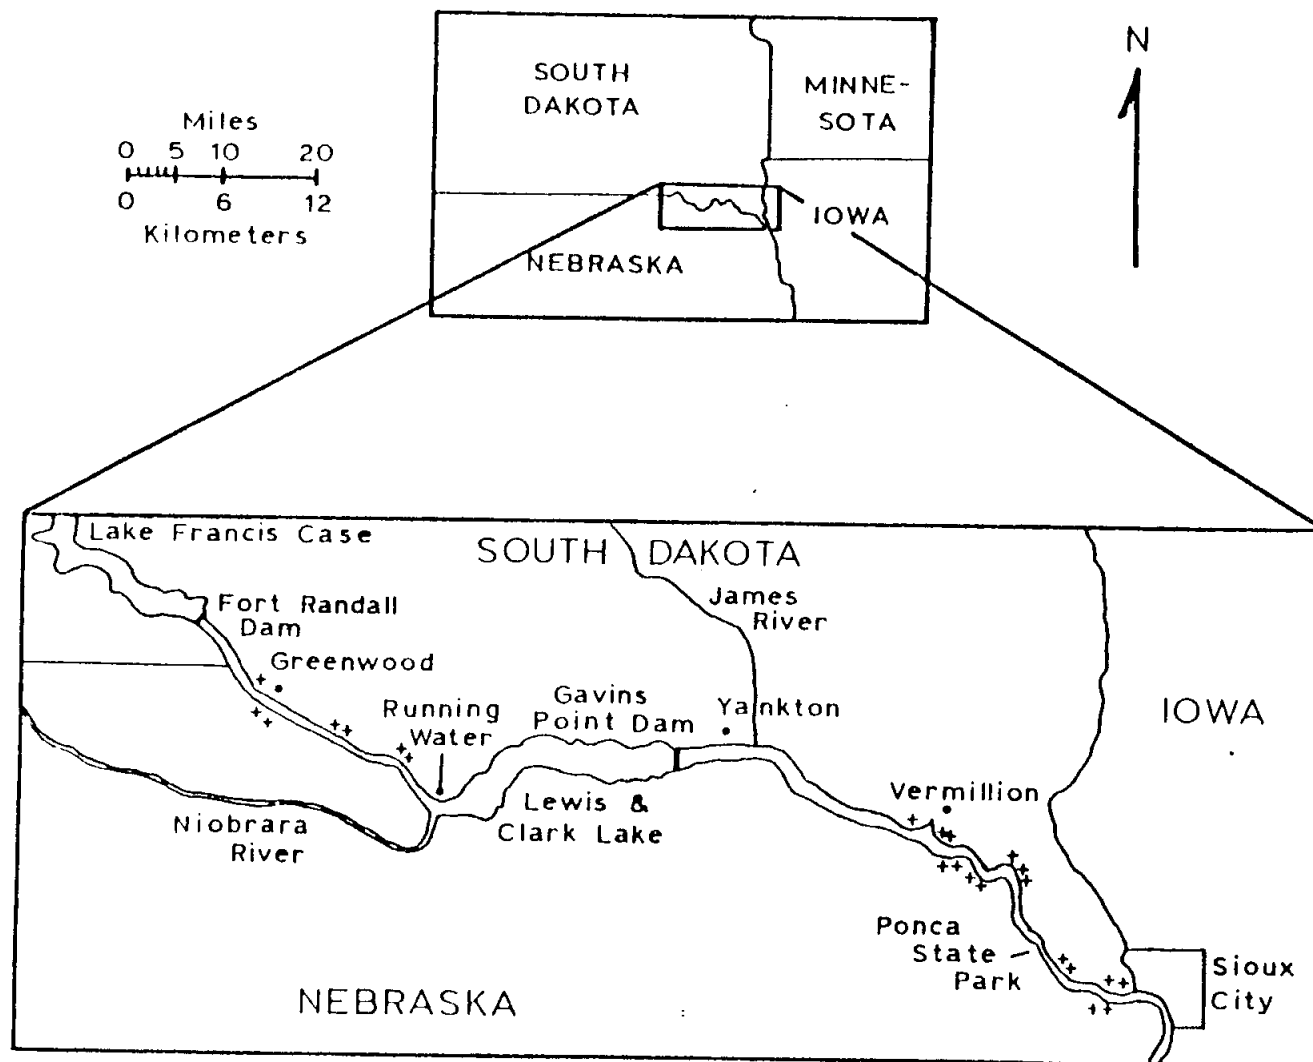 N
SOUTH
DAKOTA
MINNE-
SOTA
Miles
0 5 10 20
0 6 12
Kilometers
IOWA
NEBRASKA
Lake Francis Case
SOUTH DAKOTA
James
River
Fort Randall
Dam
Greenwood
Running
Water
Gavins
Point Dam
Yankton
IOWA
Vermillion
Lewis &
Clark Lake
Niobrara
River
Ponca
State
Park
Sioux
City
NEBRASKA